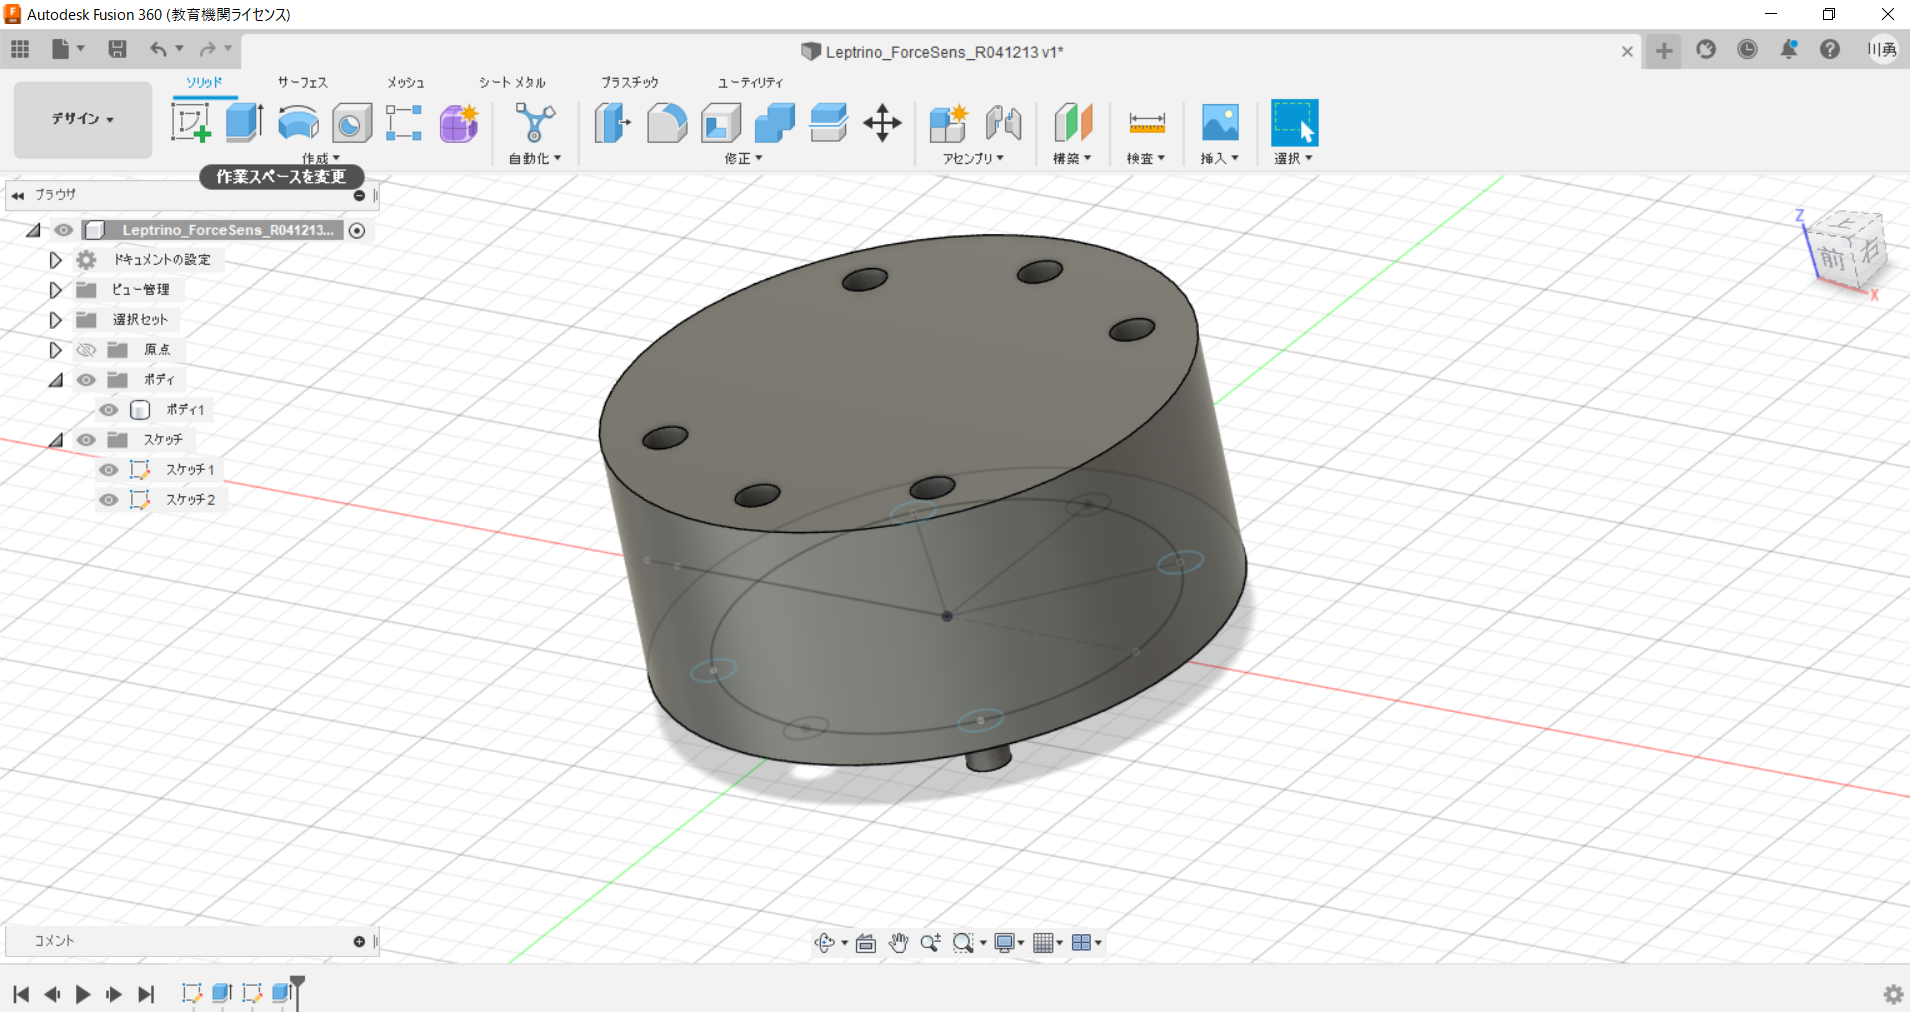 Autodesk Fusion 360 (教育機関ライセンス)
Leptrino_ForceSens_R041213 v1*
川勇
デザイン
ソリッド サーフェス メッシュ シート メタル プラスチック ユーティリティ
作成 自動化 修正 アセンブリ 構築 検査 挿入 選択
作業スペースを変更
ブラウザ
Leptrino_ForceSens_R041213...
ドキュメントの設定
ビュー管理
選択セット
原点
ボディ
ボディ1
スケッチ
スケッチ1
スケッチ2
Z
上
前
右
X
コメント